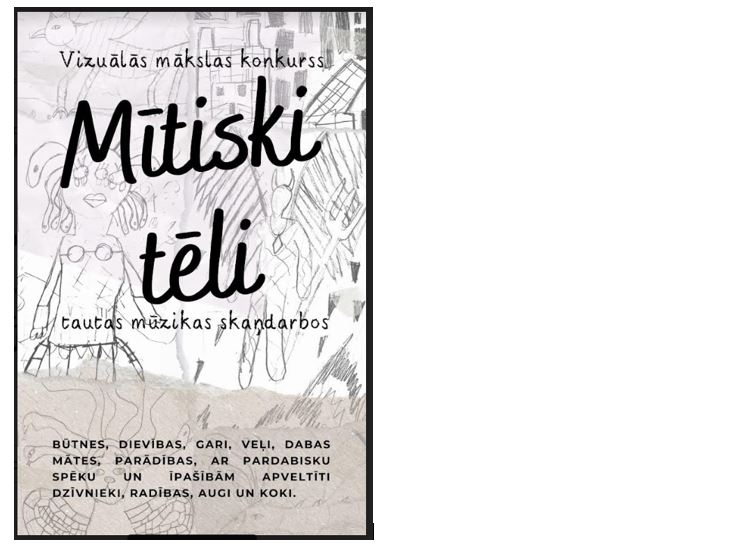 Vizuālās mākslas konkurss
Mītiski
tēli
tautas mūzikas skaņdarbos
BŪTNES, DIEVĪBAS, GARI, VEĻI, DABAS
MĀTES, PARĀDĪBAS, AR PARDABISKU
SPĒKU UN ĪPAŠĪBĀM APVELTĪTI
DZĪVNIEKI, RADĪBAS, AUGI UN KOKI.